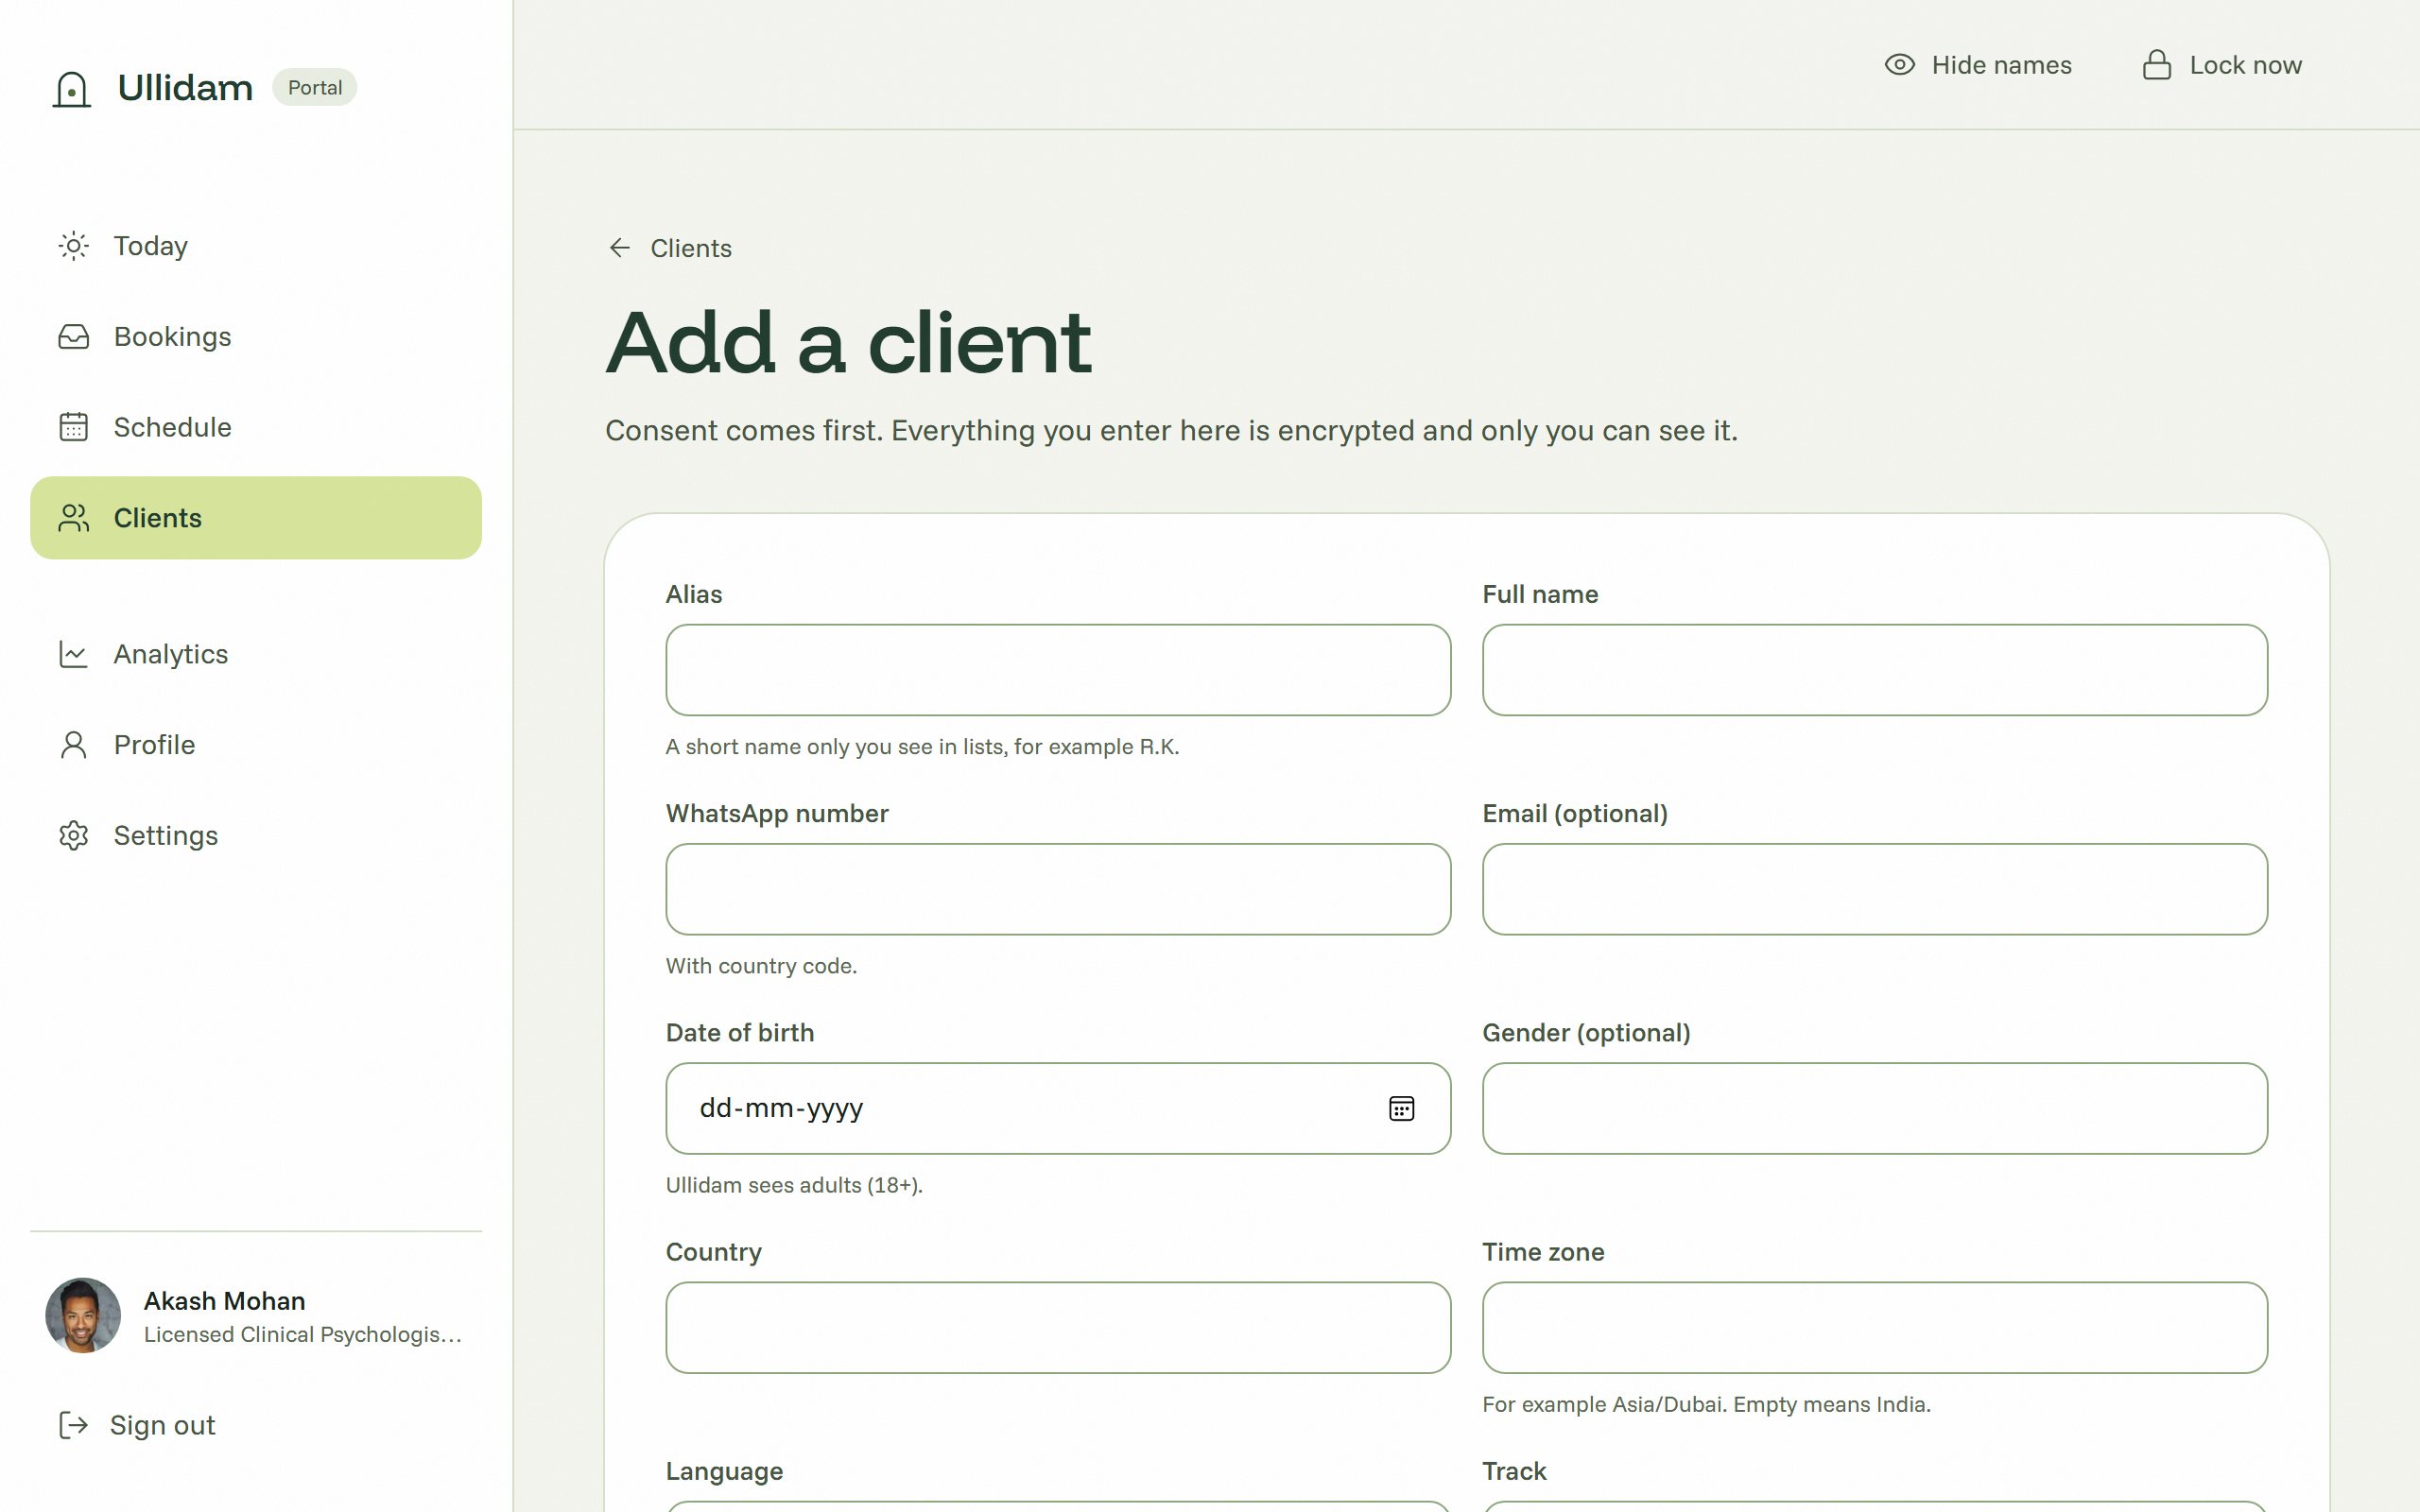 Ullidam Portal
Hide names
Lock now
Today
Bookings
Schedule
Clients
Analytics
Profile
Settings
Akash Mohan
Licensed Clinical Psychologis...
Sign out
Clients
Add a client
Consent comes first. Everything you enter here is encrypted and only you can see it.
Alias
Full name
A short name only you see in lists, for example R.K.
WhatsApp number
Email (optional)
With country code.
Date of birth
Gender (optional)
dd-mm-yyyy
Ullidam sees adults (18+).
Country
Time zone
For example Asia/Dubai. Empty means India.
Language
Track